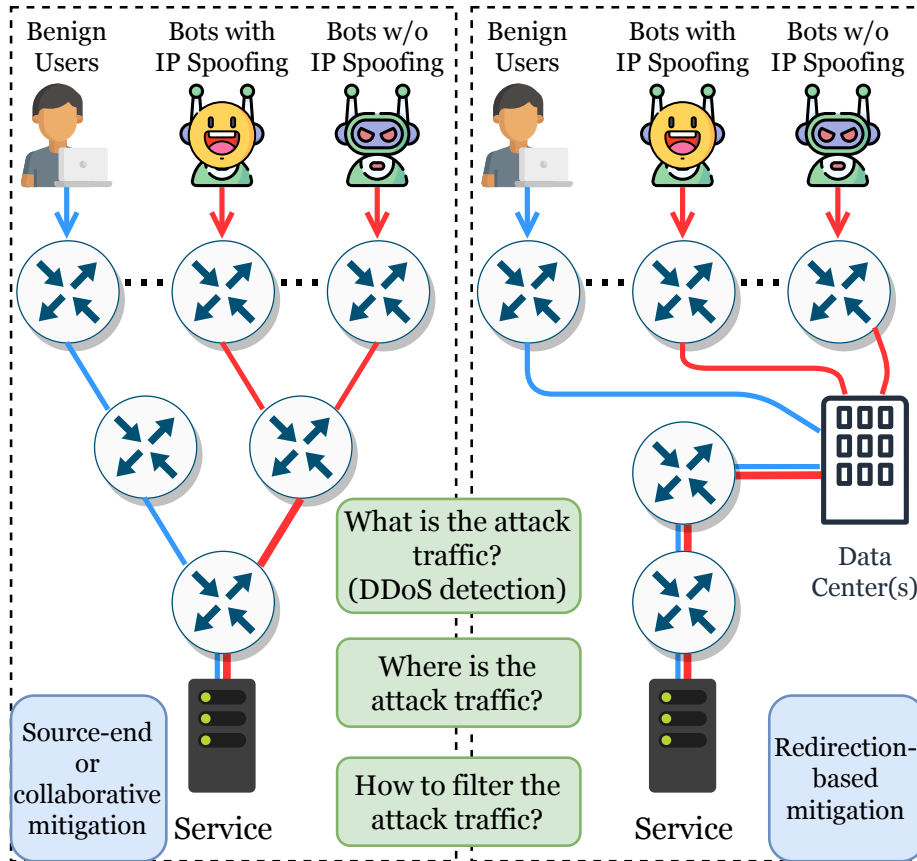 Benign
Users
Bots with
IP Spoofing
Bots w/o
IP Spoofing
Benign
Users
Bots with
IP Spoofing
Bots w/o
IP Spoofing
What is the attack
traffic?
(DDoS detection)
Data
Center(s)
Where is the
attack traffic?
Source-end
or
collaborative
mitigation
Service
How to filter the
attack traffic?
Service
Redirection-
based
mitigation